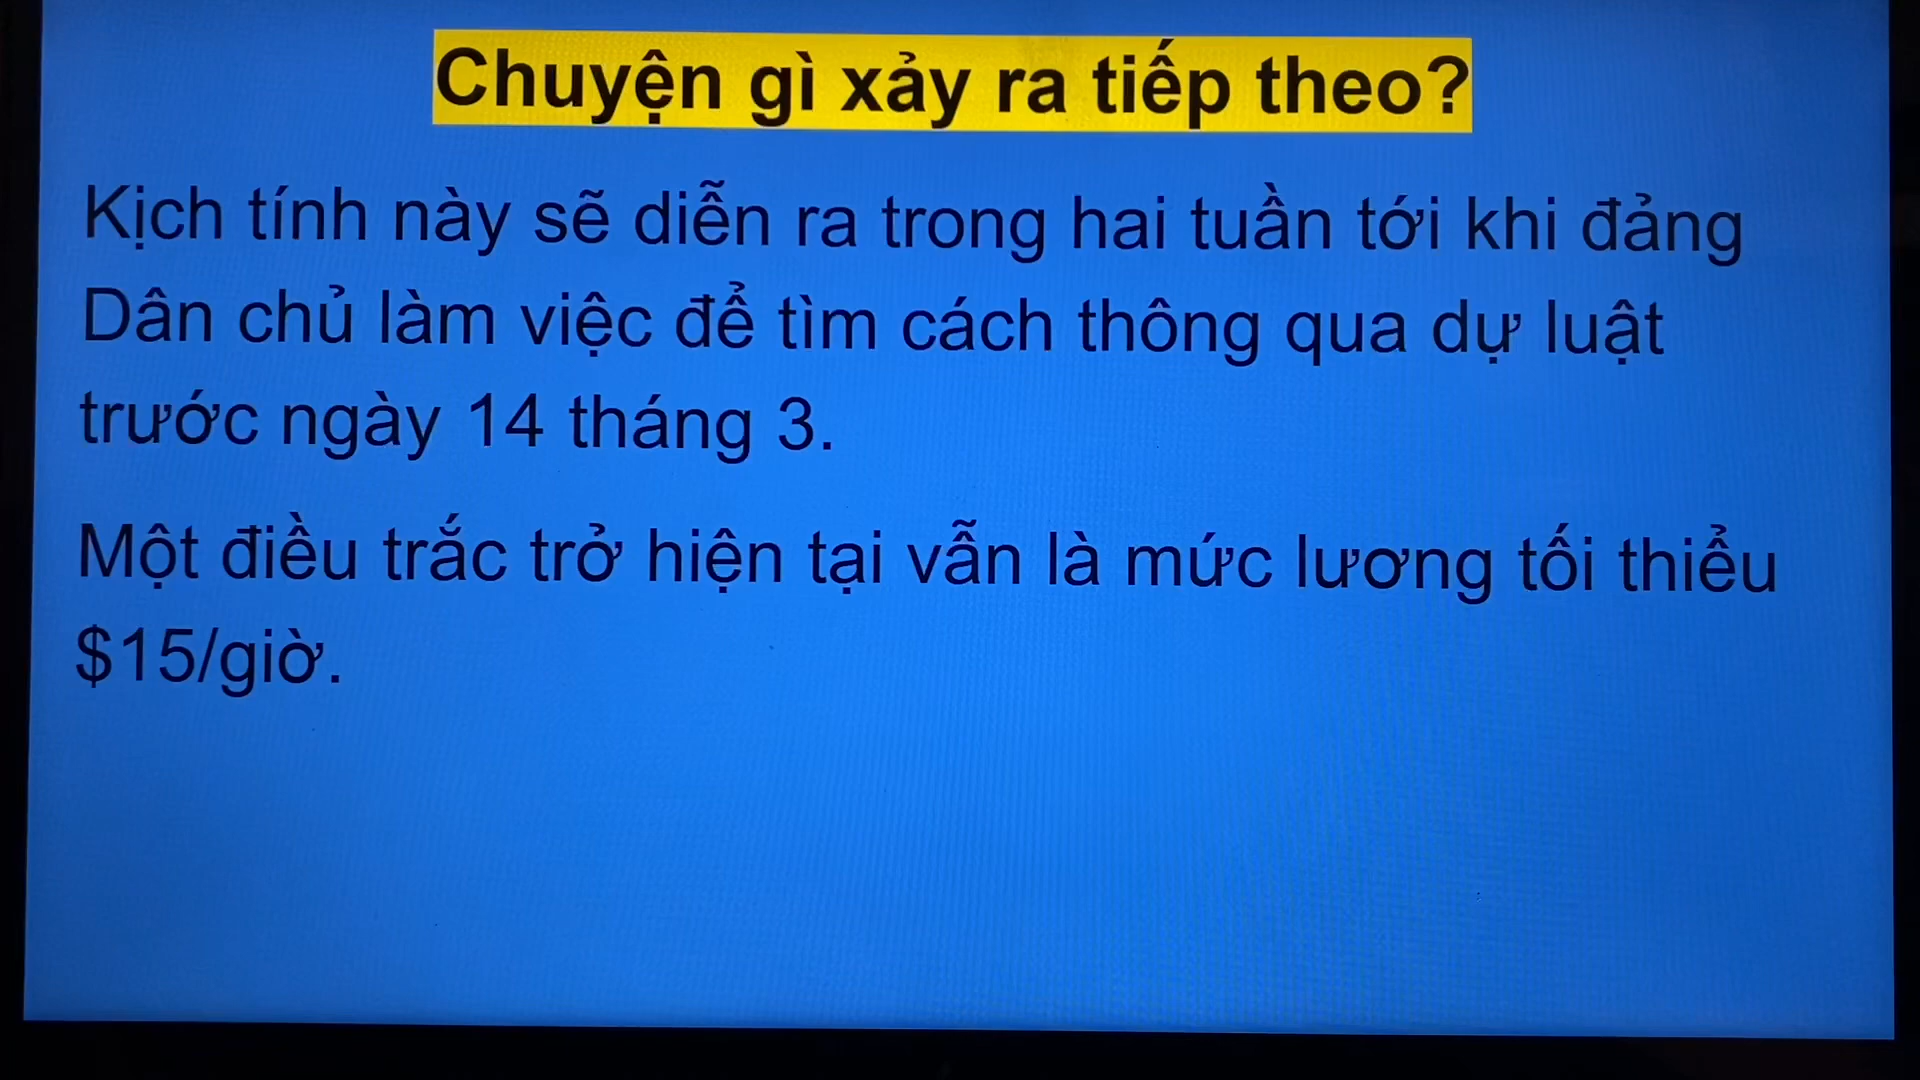 Chuyện gì xảy ra tiếp theo?
Kịch tính này sẽ diễn ra trong hai tuần tới khi đảng
Dân chủ làm việc để tìm cách thông qua dự luật
trước ngày 14 tháng 3.
Một điều trắc trở hiện tại vẫn là mức lương tối thiểu
$15/giờ.